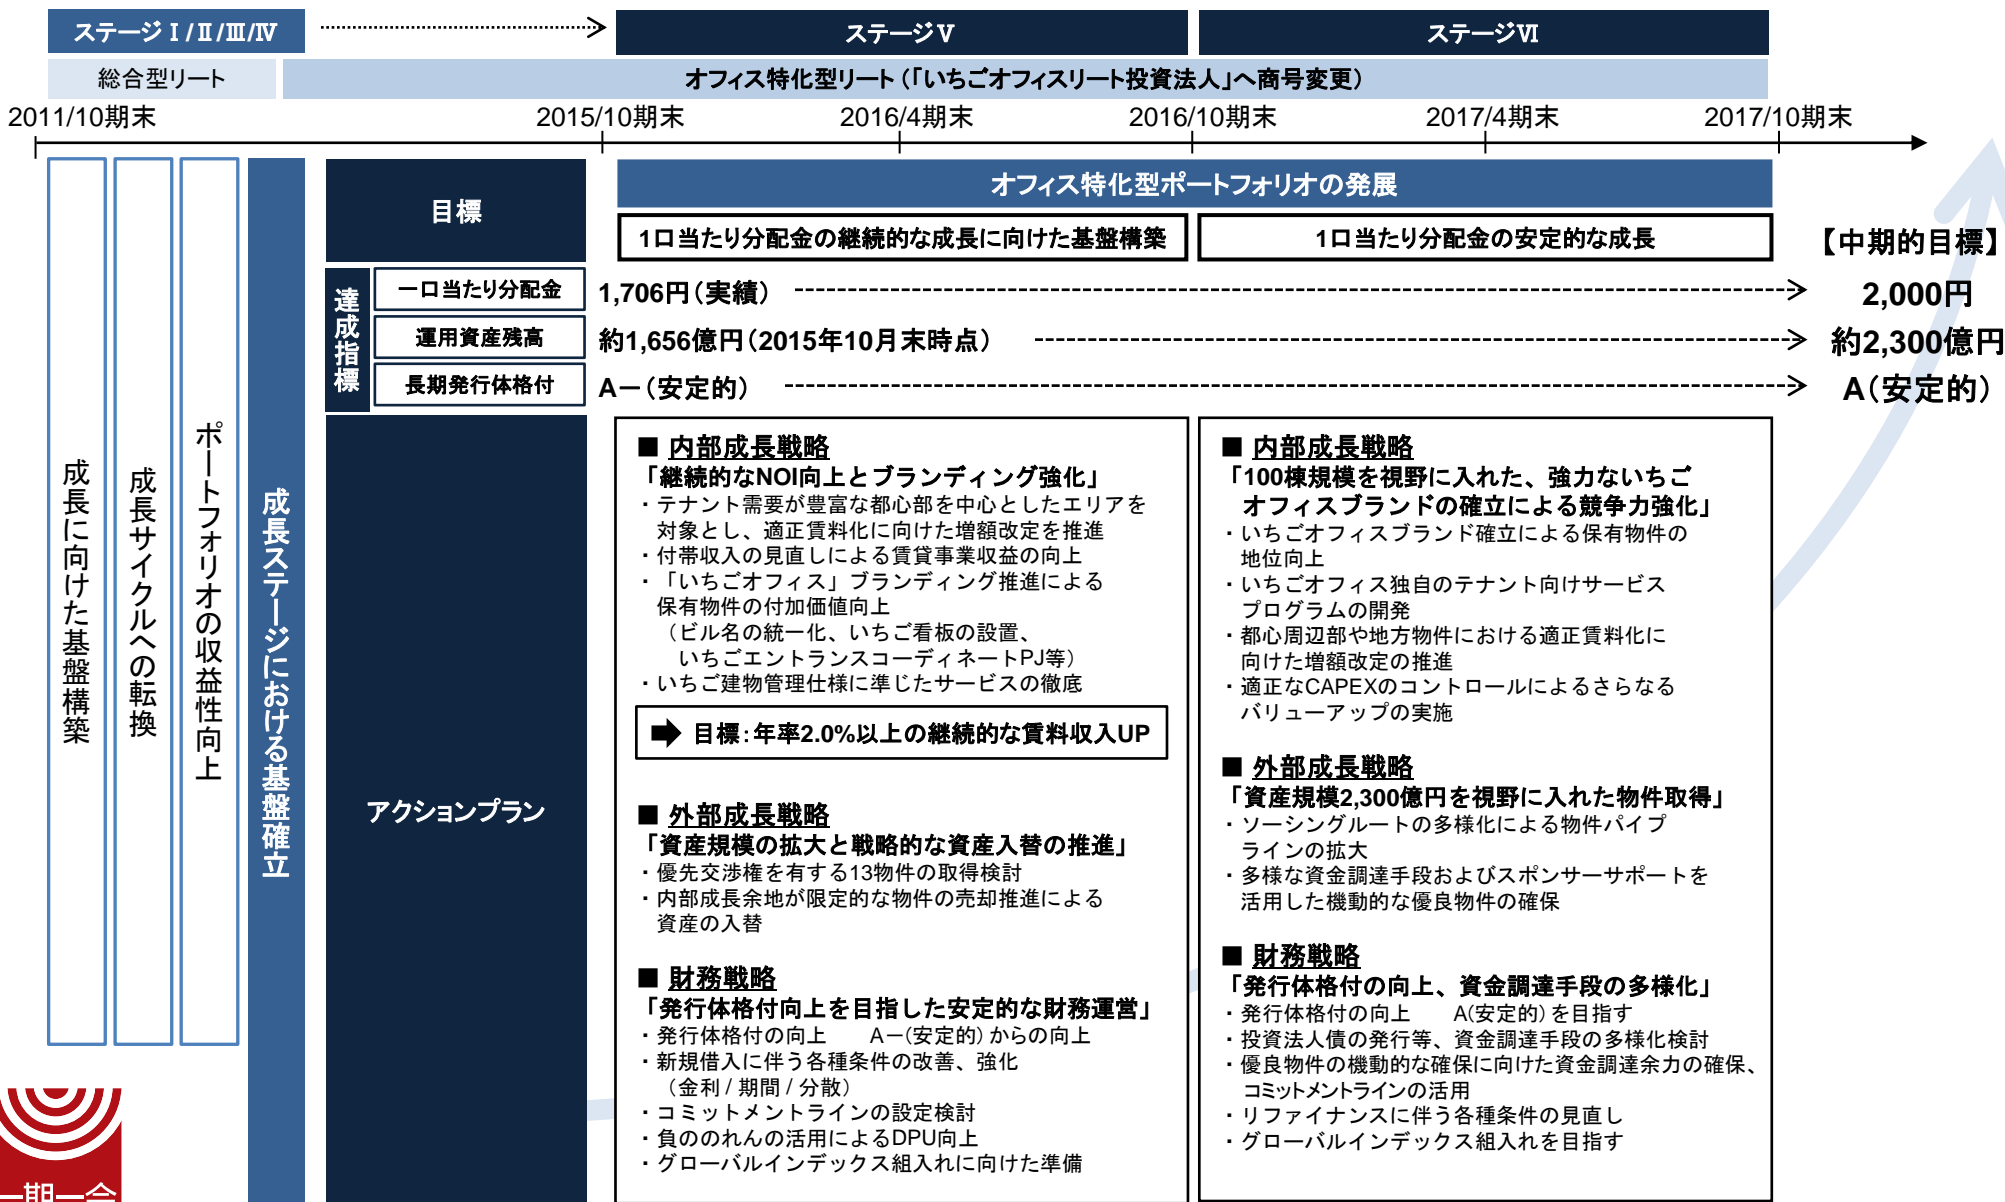 ステージⅠ/Ⅱ/Ⅲ/Ⅳ
ステージⅤ
ステージⅥ
総合型リート
オフィス特化型リート（「いちごオフィスリート投資法人」へ商号変更）
2011/10期末
2015/10期末
2016/4期末
2016/10期末
2017/4期末
2017/10期末
成長に向けた基盤構築
成長サイクルへの転換
ポートフォリオの収益性向上
成長ステージにおける基盤確立
目標
オフィス特化型ポートフォリオの発展
1口当たり分配金の継続的な成長に向けた基盤構築
1口当たり分配金の安定的な成長
【中期的目標】
達成指標
一口当たり分配金
1,706円（実績）
2,000円
運用資産残高
約1,656億円（2015年10月末時点）
約2,300億円
長期発行体格付
A－（安定的）
A（安定的）
アクションプラン
■ 内部成長戦略
「継続的なNOI向上とブランディング強化」
・テナント需要が豊富な都心部を中心としたエリアを
対象とし、適正賃料化に向けた増額改定を推進
・付帯収入の見直しによる賃貸事業収益の向上
・「いちごオフィス」ブランディング推進による
保有物件の付加価値向上
（ビル名の統一化、いちご看板の設置、
いちごエントランスコーディネートPJ等）
・いちご建物管理仕様に準じたサービスの徹底
➡ 目標：年率2.0%以上の継続的な賃料収入UP
■ 外部成長戦略
「資産規模の拡大と戦略的な資産入替の推進」
・優先交渉権を有する13物件の取得検討
・内部成長余地が限定的な物件の売却推進による
資産の入替
■ 財務戦略
「発行体格付向上を目指した安定的な財務運営」
・発行体格付の向上　A－(安定的) からの向上
・新規借入に伴う各種条件の改善、強化
（金利 / 期間 / 分散）
・コミットメントラインの設定検討
・負ののれんの活用によるDPU向上
・グローバルインデックス組入れに向けた準備
■ 内部成長戦略
「100棟規模を視野に入れた、強力ないちご
オフィスブランドの確立による競争力強化」
・いちごオフィスブランド確立による保有物件の
地位向上
・いちごオフィス独自のテナント向けサービス
プログラムの開発
・都心周辺部や地方物件における適正賃料化に
向けた増額改定の推進
・適正なCAPEXのコントロールによるさらなる
バリューアップの実施
■ 外部成長戦略
「資産規模2,300億円を視野に入れた物件取得」
・ソーシングルートの多様化による物件パイプ
ラインの拡大
・多様な資金調達手段およびスポンサーサポートを
活用した機動的な優良物件の確保
■ 財務戦略
「発行体格付の向上、資金調達手段の多様化」
・発行体格付の向上　A(安定的) を目指す
・投資法人債の発行等、資金調達手段の多様化検討
・優良物件の機動的な確保に向けた資金調達余力の確保、
コミットメントラインの活用
・リファイナンスに伴う各種条件の見直し
・グローバルインデックス組入れを目指す
一期一会